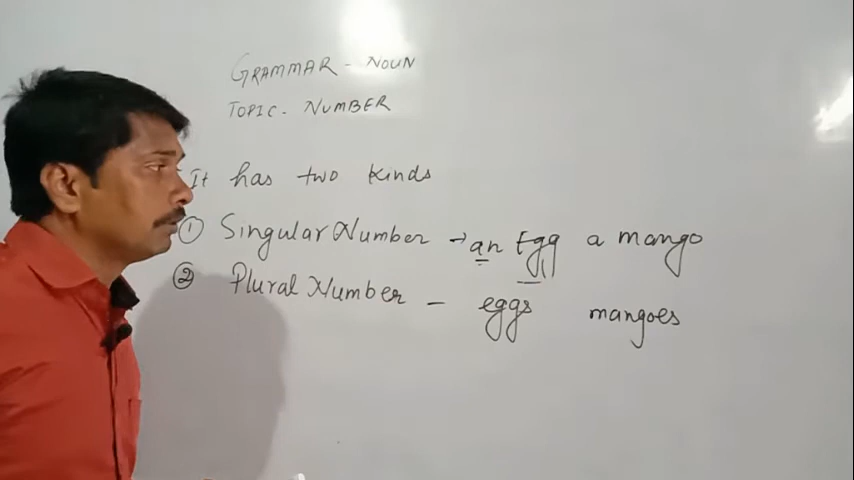 GRAMMAR - NOUN
TOPIC - NUMBER
It has two kinds
① Singular Number → an Egg a mango
② Plural Number - eggs mangoes